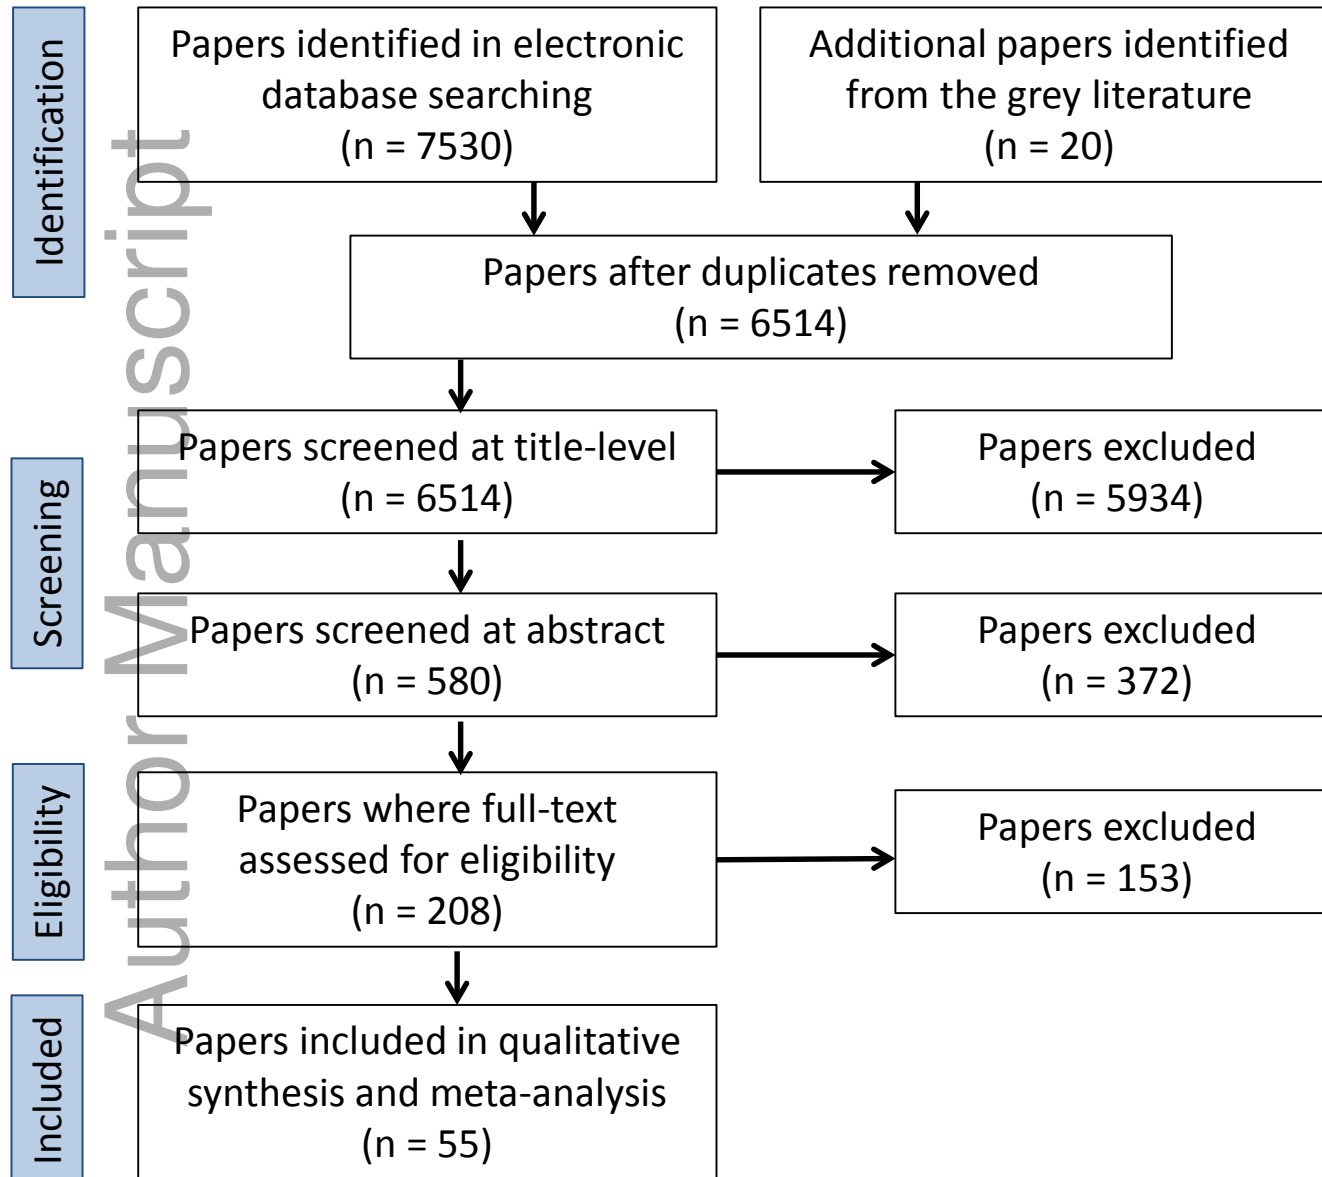 Identification
Papers identified in electronic
database searching
(n = 7530)
Additional papers identified
from the grey literature
(n = 20)
Papers after duplicates removed
(n = 6514)
Screening
Papers screened at title-level
(n = 6514)
Papers excluded
(n = 5934)
Papers screened at abstract
(n = 580)
Papers excluded
(n = 372)
Eligibility
Papers where full-text
assessed for eligibility
(n = 208)
Papers excluded
(n = 153)
Included
Papers included in qualitative
synthesis and meta-analysis
(n = 55)
Author Manuscript